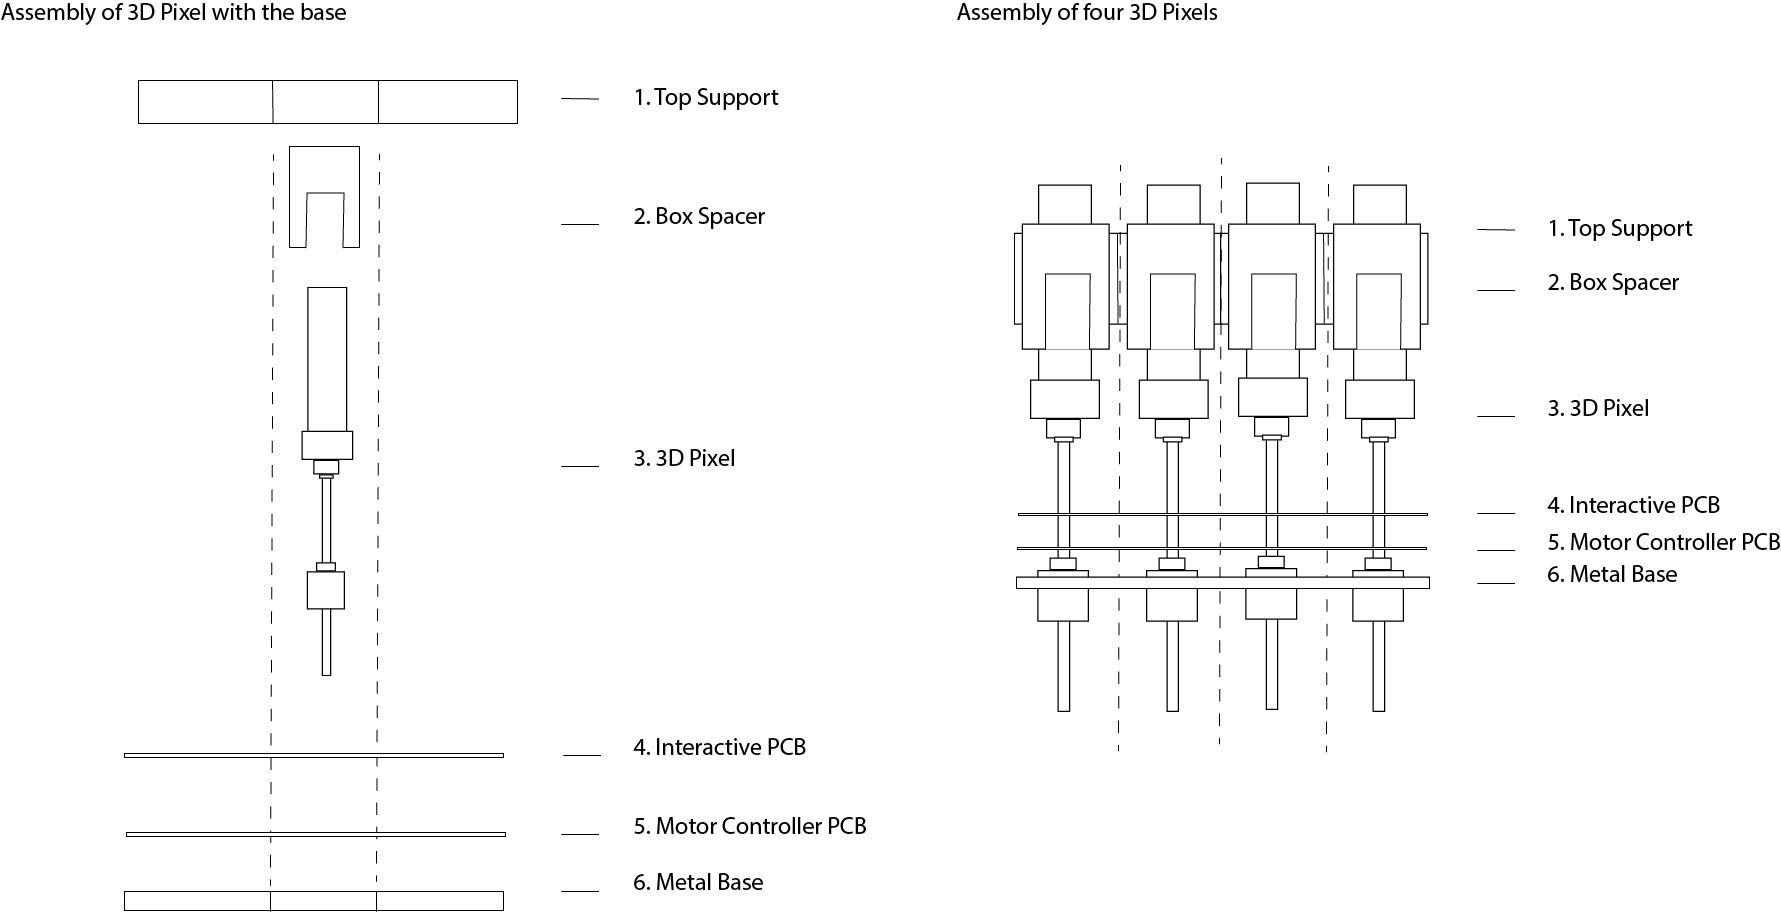 Assembly of 3D Pixel with the base
1. Top Support
2. Box Spacer
3. 3D Pixel
4. Interactive PCB
5. Motor Controller PCB
6. Metal Base
Assembly of four 3D Pixels
1. Top Support
2. Box Spacer
3. 3D Pixel
4. Interactive PCB
5. Motor Controller PCB
6. Metal Base